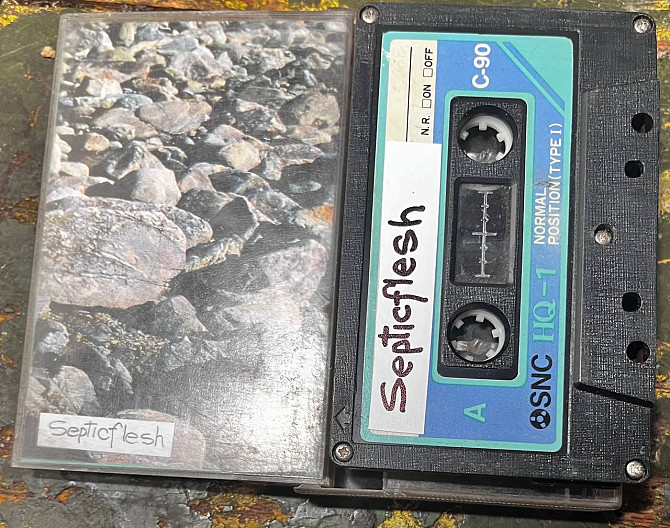 Septicflesh
N.R. □ON □OFF
C-90
Septicflesh
NORMAL
POSITION (TYPE I)
A
SNC HQ-1